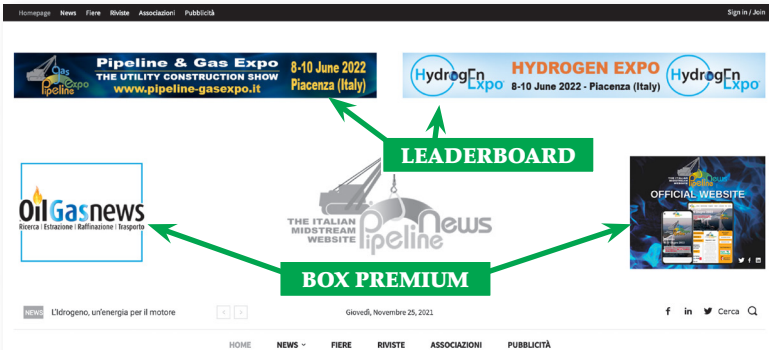 Homepage News Fiere Riviste Associazioni Pubblicità Sign in / Join
Gas Pipeline expo
Pipeline & Gas Expo
THE UTILITY CONSTRUCTION SHOW
www.pipeline-gasexpo.it
8-10 June 2022
Piacenza (Italy)
HydrogEn Expo
HYDROGEN EXPO
8-10 June 2022 - Piacenza (Italy)
HydrogEn Expo
LEADERBOARD
OilGasnews
Ricerca | Estrazione | Raffinazione | Trasporto
THE ITALIAN
MIDSTREAM
WEBSITE
Pipeline News
OFFICIAL WEBSITE
BOX PREMIUM
NEWS L'Idrogeno, un'energia per il motore
Giovedì, Novembre 25, 2021
Cerca
HOME NEWS FIERE RIVISTE ASSOCIAZIONI PUBBLICITÀ